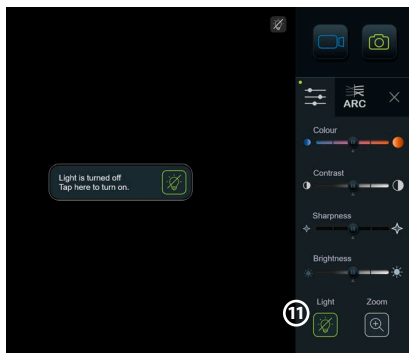 ARC
Colour
Contrast
Light is turned off
Tap here to turn on.
Sharpness
Brightness
Light
Zoom
11